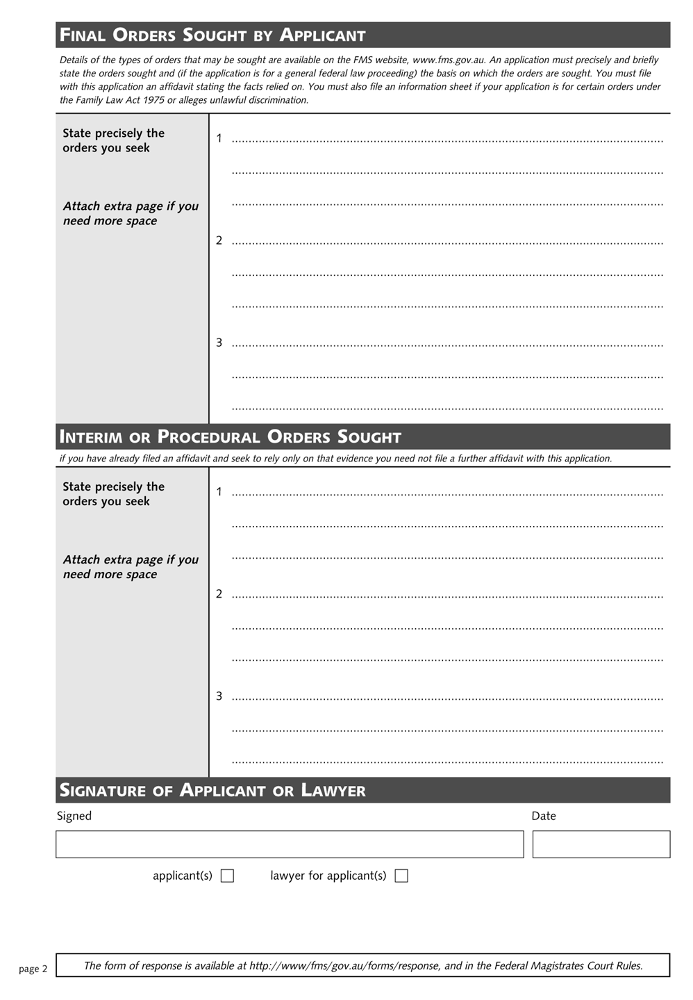 FINAL ORDERS SOUGHT BY APPLICANT
Details of the types of orders that may be sought are available on the FMS website, www.fms.gov.au. An application must precisely and briefly
state the orders sought and (if the application is for a general federal law proceeding) the basis on which the orders are sought. You must file
with this application an affidavit stating the facts relied on. You must also file an information sheet if your application is for certain orders under
the Family Law Act 1975 or alleges unlawful discrimination.
State precisely the
orders you seek
Attach extra page if you
need more space
1
2
3
INTERIM OR PROCEDURAL ORDERS SOUGHT
if you have already filed an affidavit and seek to rely only on that evidence you need not file a further affidavit with this application.
State precisely the
orders you seek
Attach extra page if you
need more space
1
2
3
SIGNATURE OF APPLICANT OR LAWYER
Signed Date
applicant(s) lawyer for applicant(s)
page 2
The form of response is available at http://www/fms/gov.au/forms/response, and in the Federal Magistrates Court Rules.